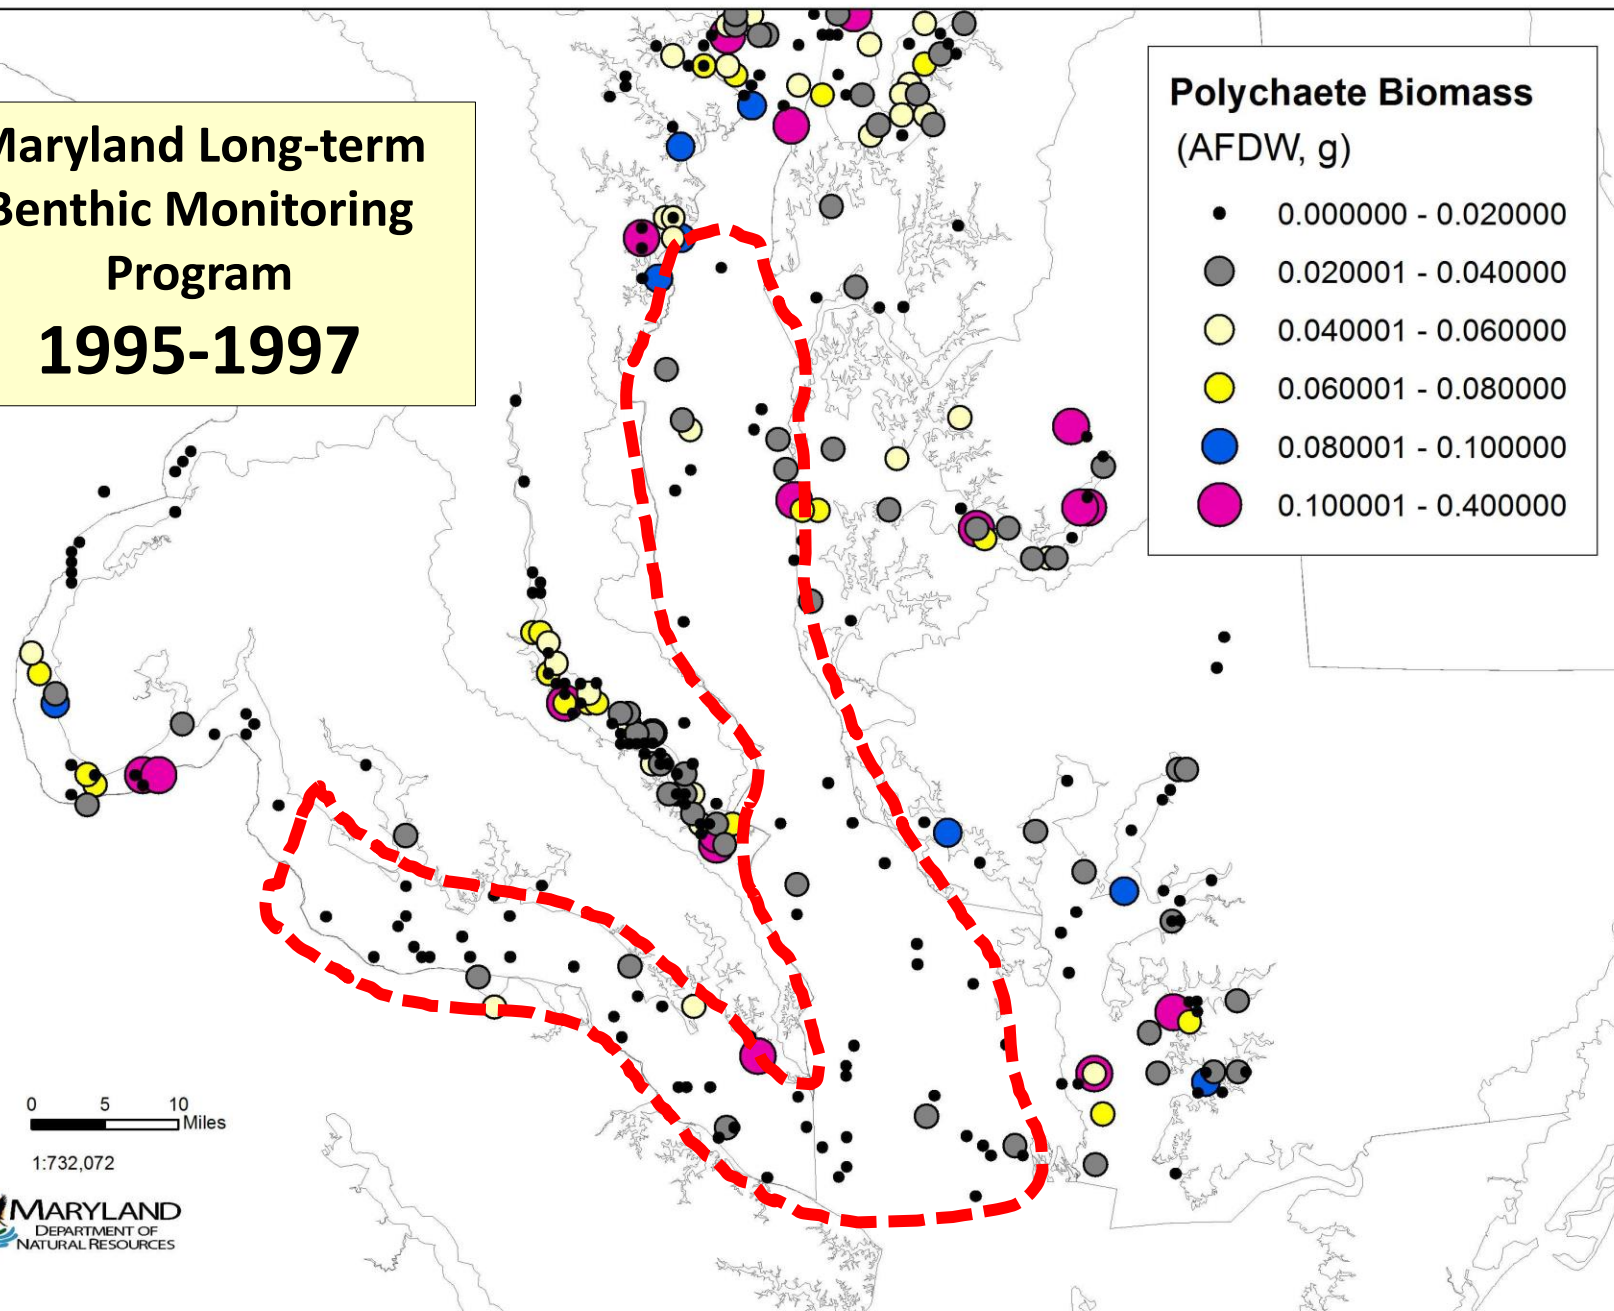 Maryland Long-term
Benthic Monitoring
Program
1995-1997
Polychaete Biomass
(AFDW, g)
0.000000 - 0.020000
0.020001 - 0.040000
0.040001 - 0.060000
0.060001 - 0.080000
0.080001 - 0.100000
0.100001 - 0.400000
0 5 10
Miles
1:732,072
MARYLAND
DEPARTMENT OF
NATURAL RESOURCES